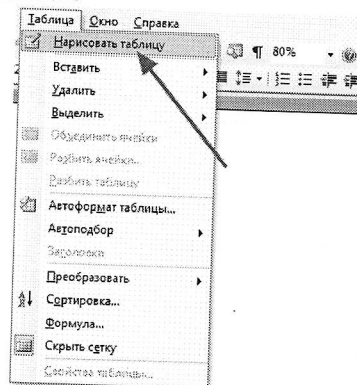 Таблица Окно Справка
Нарисовать таблицу
80%
Вставить
Удалить
Выделить
Объединить ячейки
Разбить ячейки...
Разбить таблицу
Автоформат таблицы...
Автоподбор
Заголовки
Преобразовать
Сортировка...
Формула...
Скрыть сетку
Свойства таблицы...